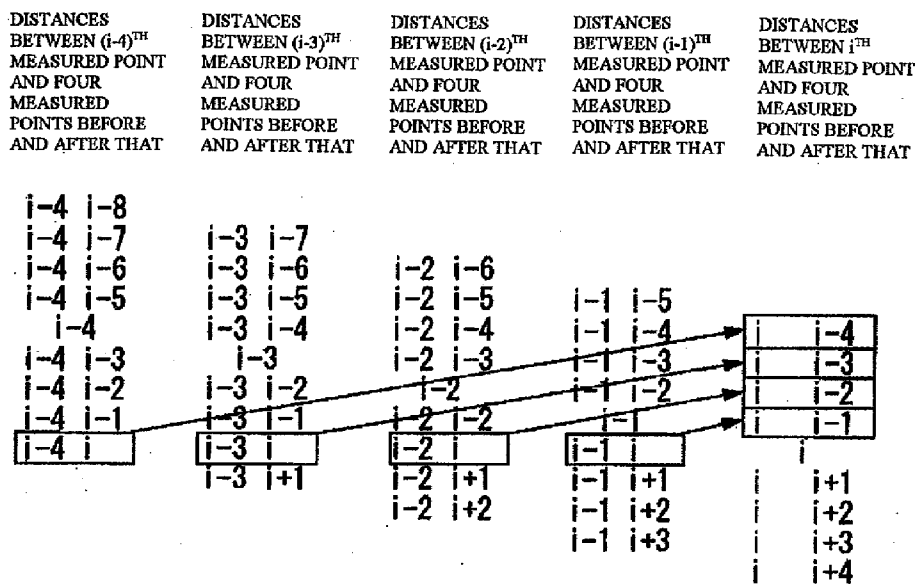 DISTANCES
BETWEEN (i-4)TH
MEASURED POINT
AND FOUR
MEASURED
POINTS BEFORE
AND AFTER THAT
i-4 i-8
i-4 i-7
i-4 i-6
i-4 i-5
i-4
i-4 i-3
i-4 i-2
i-4 i-1
i-4 i
DISTANCES
BETWEEN (i-3)TH
MEASURED POINT
AND FOUR
MEASURED
POINTS BEFORE
AND AFTER THAT
i-3 i-7
i-3 i-6
i-3 i-5
i-3 i-4
i-3
i-3 i-2
i-3 i-1
i-3 i
i-3 i+1
DISTANCES
BETWEEN (i-2)TH
MEASURED POINT
AND FOUR
MEASURED
POINTS BEFORE
AND AFTER THAT
i-2 i-6
i-2 i-5
i-2 i-4
i-2 i-3
i-2
i-2 i-2
i-2 i
i-2 i+1
i-2 i+2
DISTANCES
BETWEEN (i-1)TH
MEASURED POINT
AND FOUR
MEASURED
POINTS BEFORE
AND AFTER THAT
i-1 i-5
i-1 i-4
i-1 i-3
i-1 i-2
i-1
i-1 i
i-1 i+1
i-1 i+2
i-1 i+3
DISTANCES
BETWEEN iTH
MEASURED POINT
AND FOUR
MEASURED
POINTS BEFORE
AND AFTER THAT
i i-4
i i-3
i i-2
i i-1
i
i i+1
i i+2
i i+3
i i+4